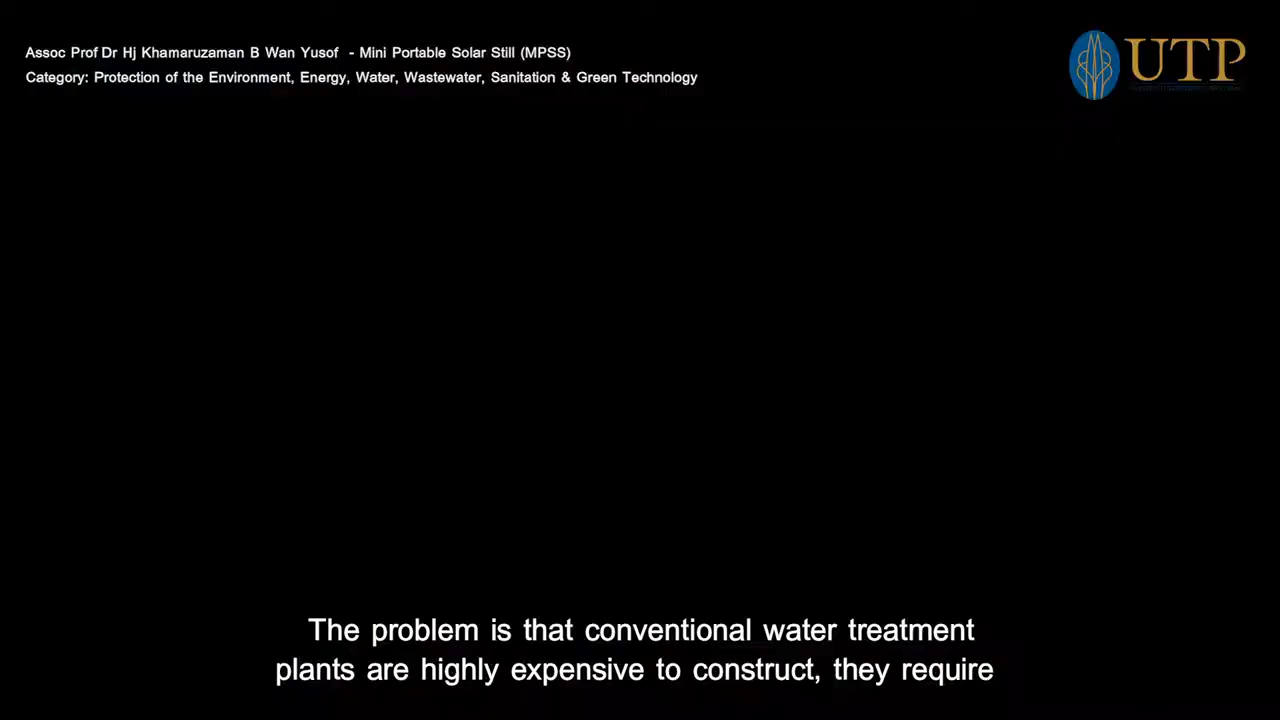 Assoc Prof Dr Hj Khamaruzaman B Wan Yusof - Mini Portable Solar Still (MPSS)
Category: Protection of the Environment, Energy, Water, Wastewater, Sanitation & Green Technology
UTP
The problem is that conventional water treatment
plants are highly expensive to construct, they require